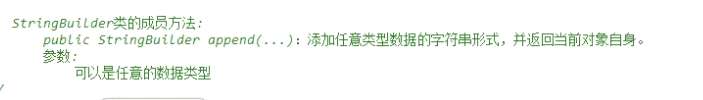 StringBuilder类的成员方法:
public StringBuilder append(...): 添加任意类型数据的字符串形式，并返回当前对象自身。
参数:
可以是任意的数据类型
/